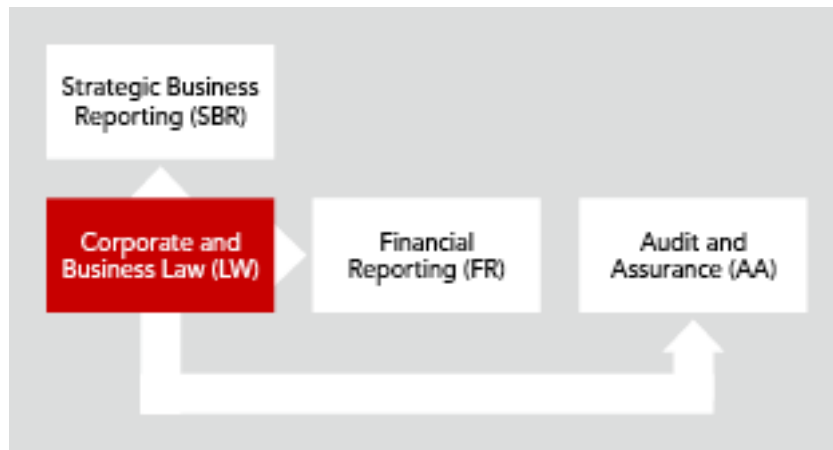 Strategic Business
Reporting (SBR)
Corporate and
Business Law (LW)
Financial
Reporting (FR)
Audit and
Assurance (AA)